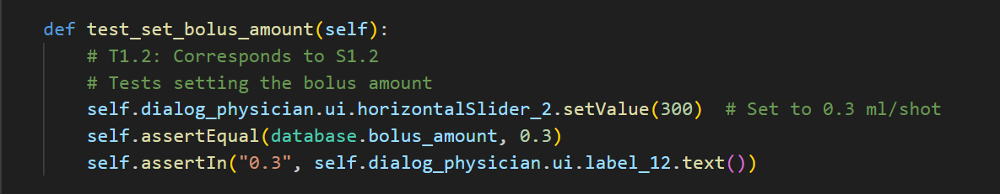 def test_set_bolus_amount(self):
# T1.2: Corresponds to S1.2
# Tests setting the bolus amount
self.dialog_physician.ui.horizontalSlider_2.setValue(300)  # Set to 0.3 ml/shot
self.assertEqual(database.bolus_amount, 0.3)
self.assertIn("0.3", self.dialog_physician.ui.label_12.text())